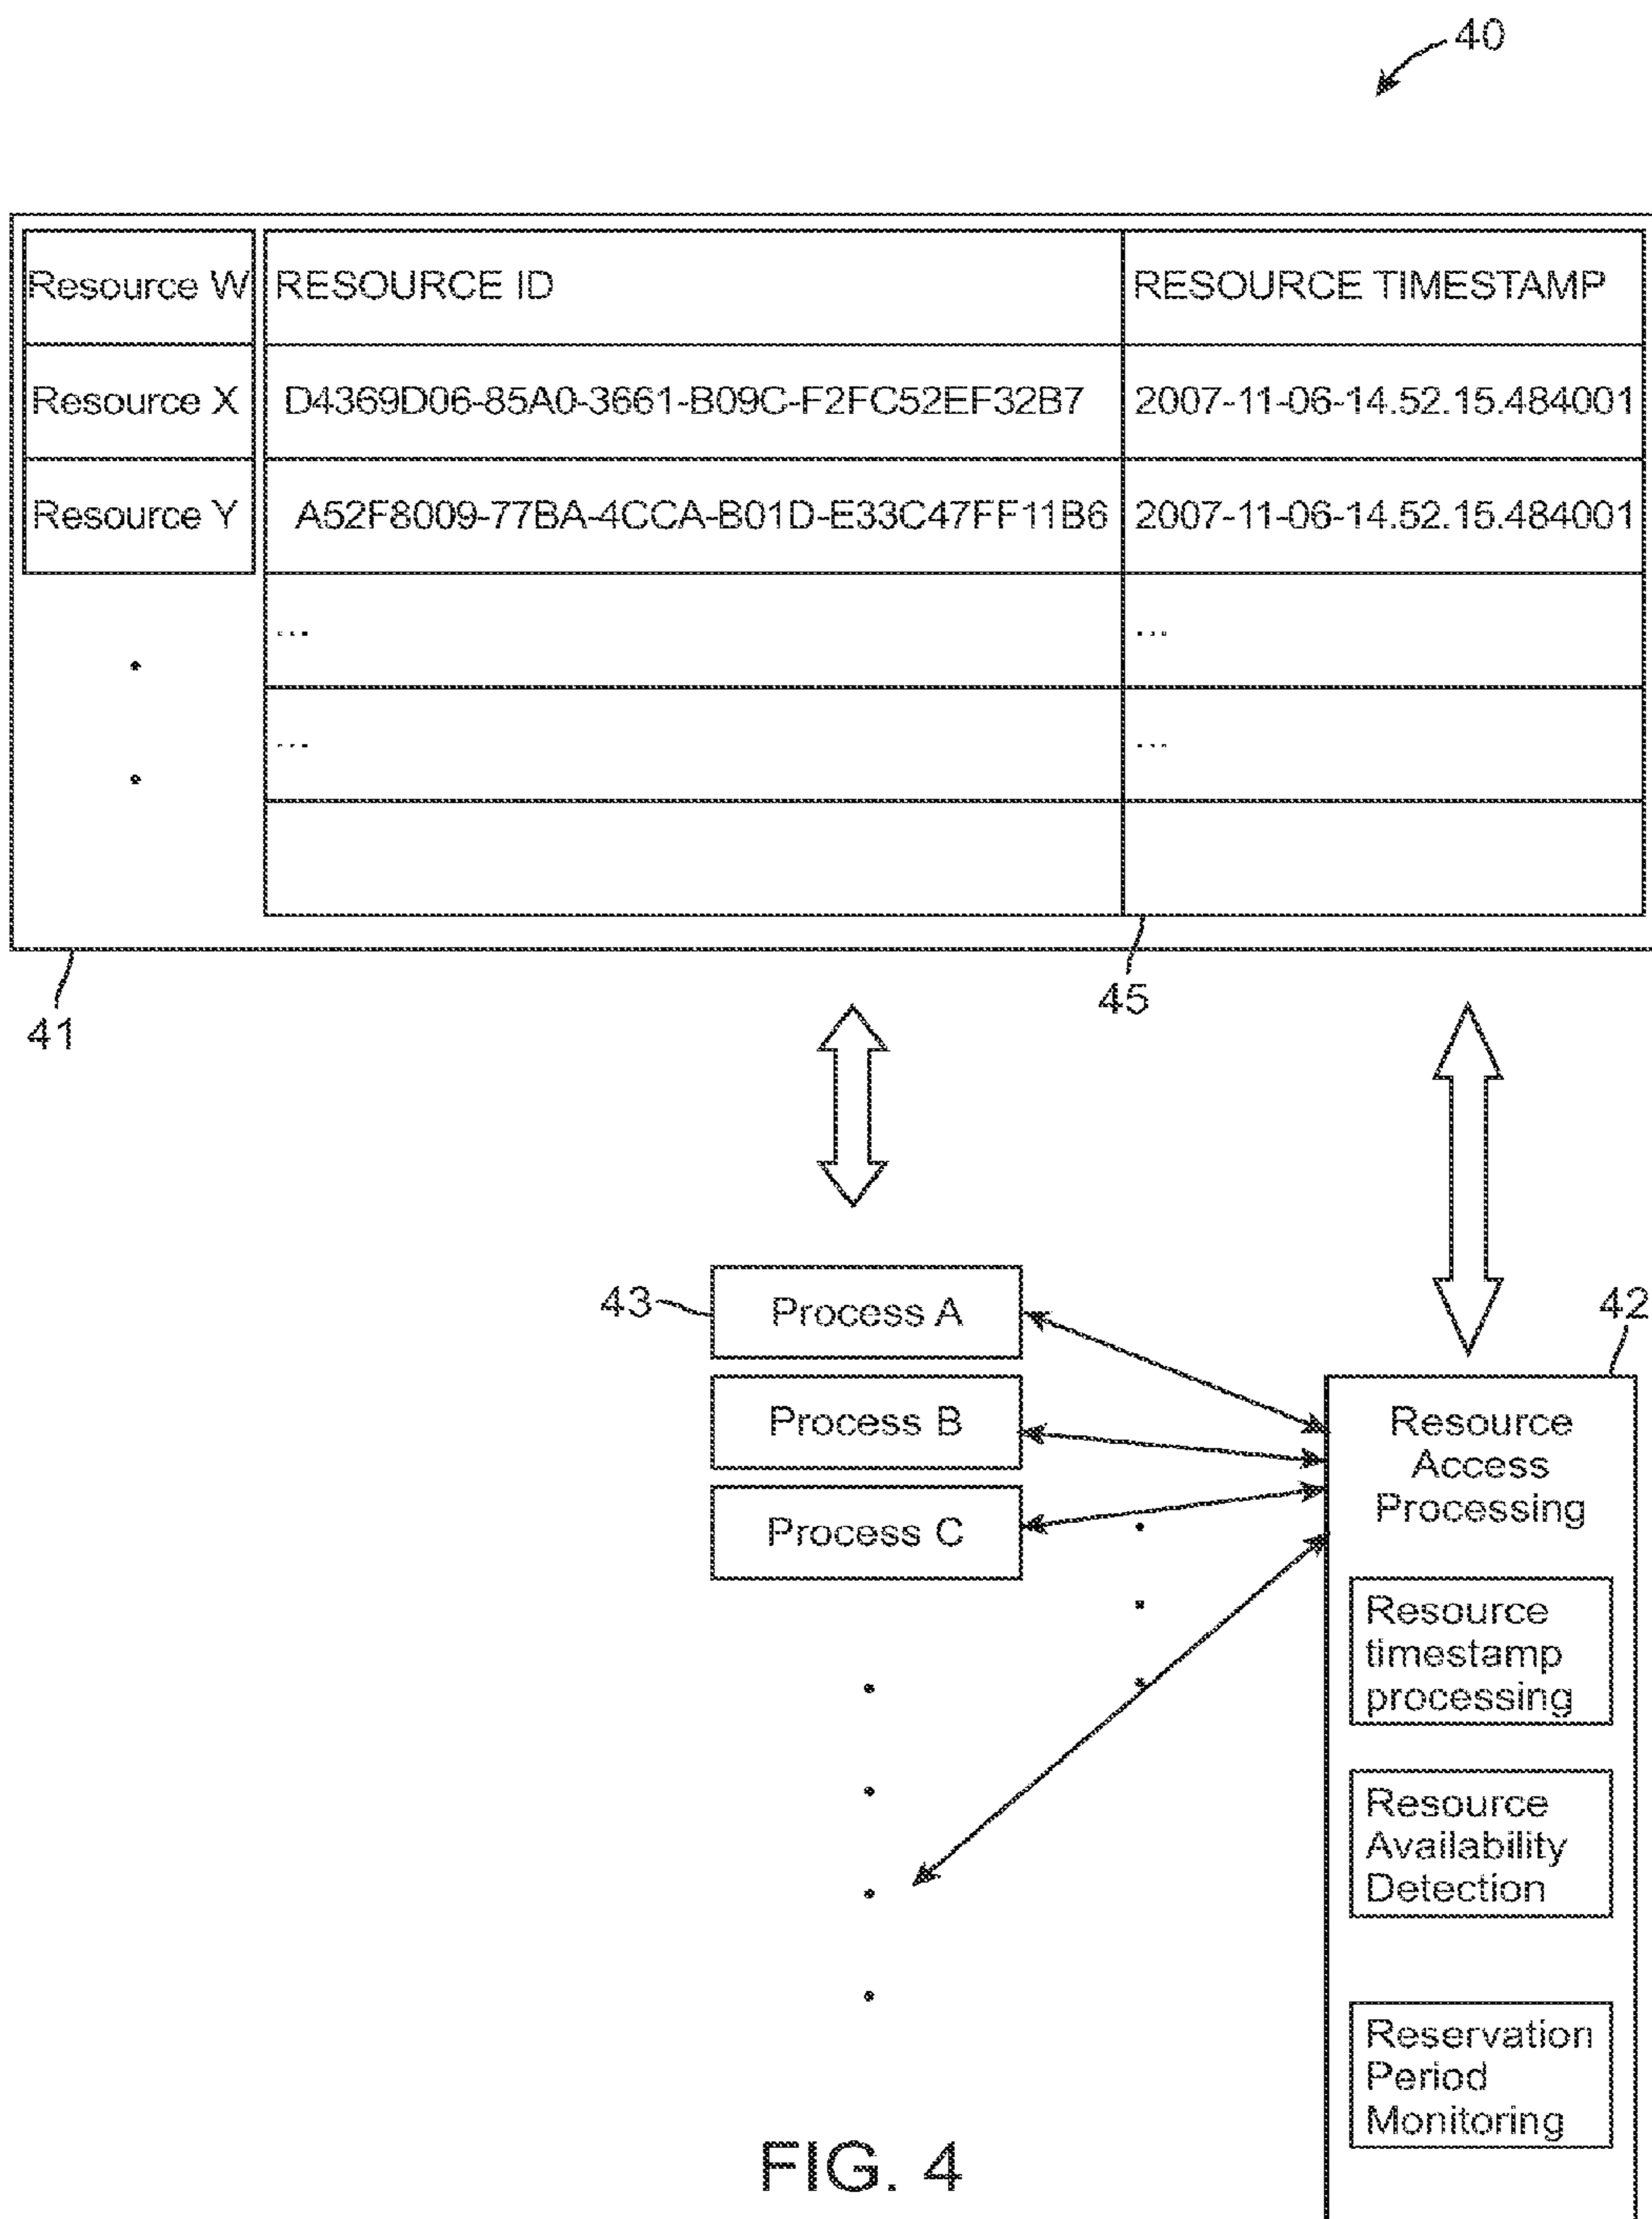 40
Resource W RESOURCE ID RESOURCE TIMESTAMP
Resource X D4369D06-85A0-3661-B09C-F2FC52EF32B7 2007-11-06-14.52.15.484001
Resource Y A52F8009-77BA-4CCA-B01D-E33C47FF11B6 2007-11-06-14.52.15.484001
... ...
... ...
41
45
43
Process A
Process B
Process C
42
Resource
Access
Processing
Resource
timestamp
processing
Resource
Availability
Detection
Reservation
Period
Monitoring
FIG. 4